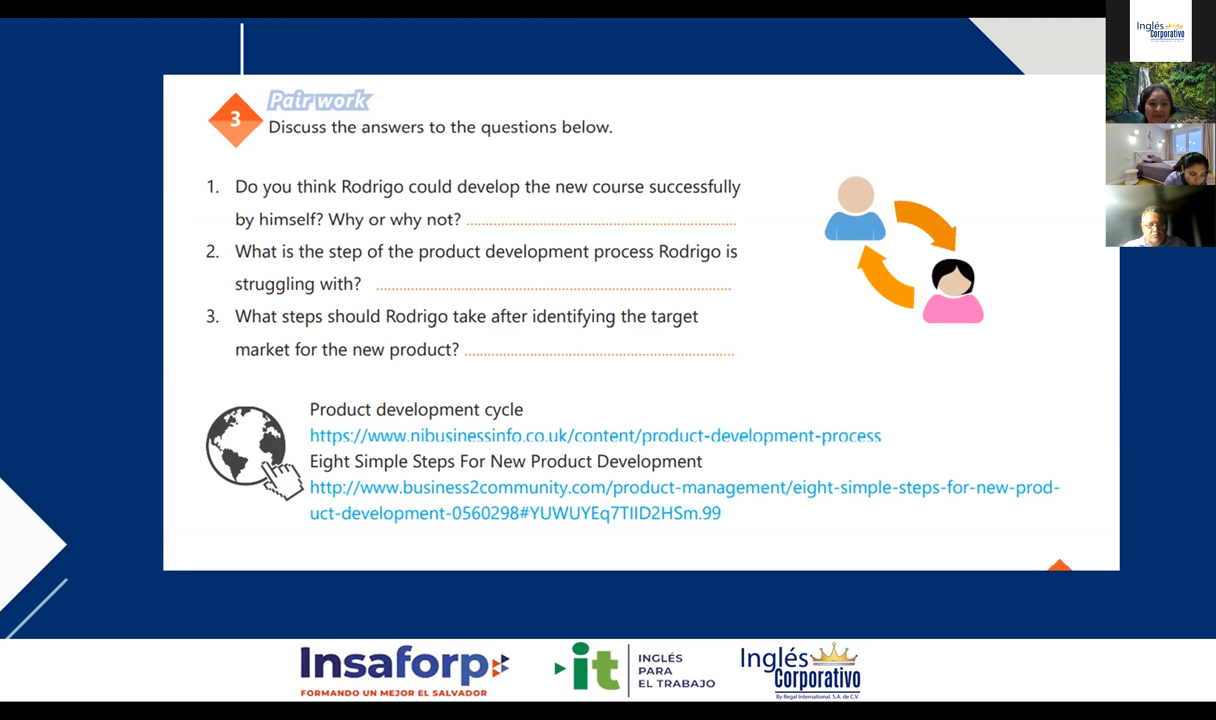 Inglés
Corporativo
3
Pair work
Discuss the answers to the questions below.
1. Do you think Rodrigo could develop the new course successfully
by himself? Why or why not? ................................................................
2. What is the step of the product development process Rodrigo is
struggling with? ................................................................
3. What steps should Rodrigo take after identifying the target
market for the new product? ................................................................
Product development cycle
https://www.nibusinessinfo.co.uk/content/product-development-process
Eight Simple Steps For New Product Development
http://www.business2community.com/product-management/eight-simple-steps-for-new-prod-
uct-development-0560298#YUWUYEq7TIID2HSm.99
Insaforp
FORMANDO UN MEJOR EL SALVADOR
it
INGLÉS
PARA
EL TRABAJO
Inglés
Corporativo
By Regal International, S.A. de C.V.